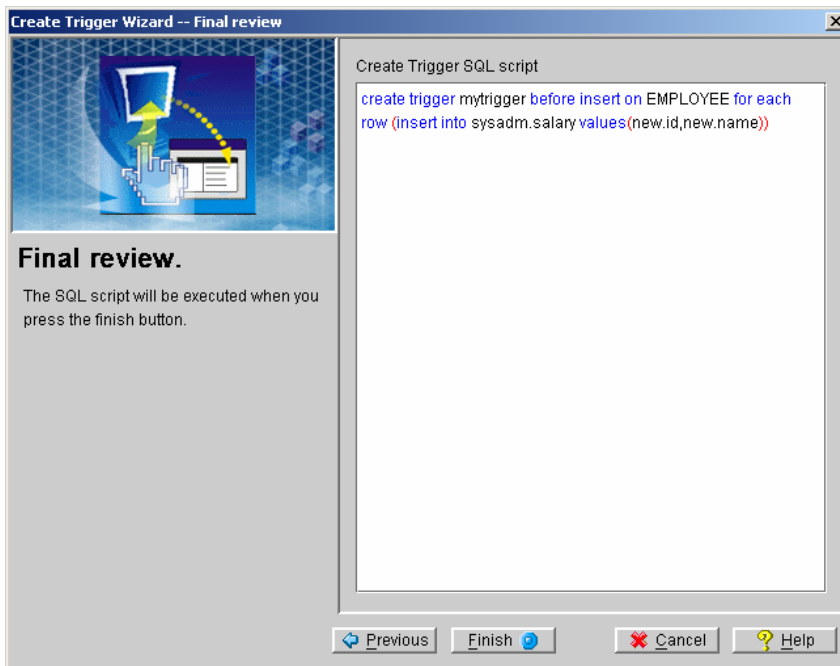 Create Trigger Wizard -- Final review
Create Trigger SQL script
create trigger mytrigger before insert on EMPLOYEE for each
row (insert into sysadm.salary values(new.id,new.name))
Final review.
The SQL script will be executed when you
press the finish button.
Previous
Finish
Cancel
Help